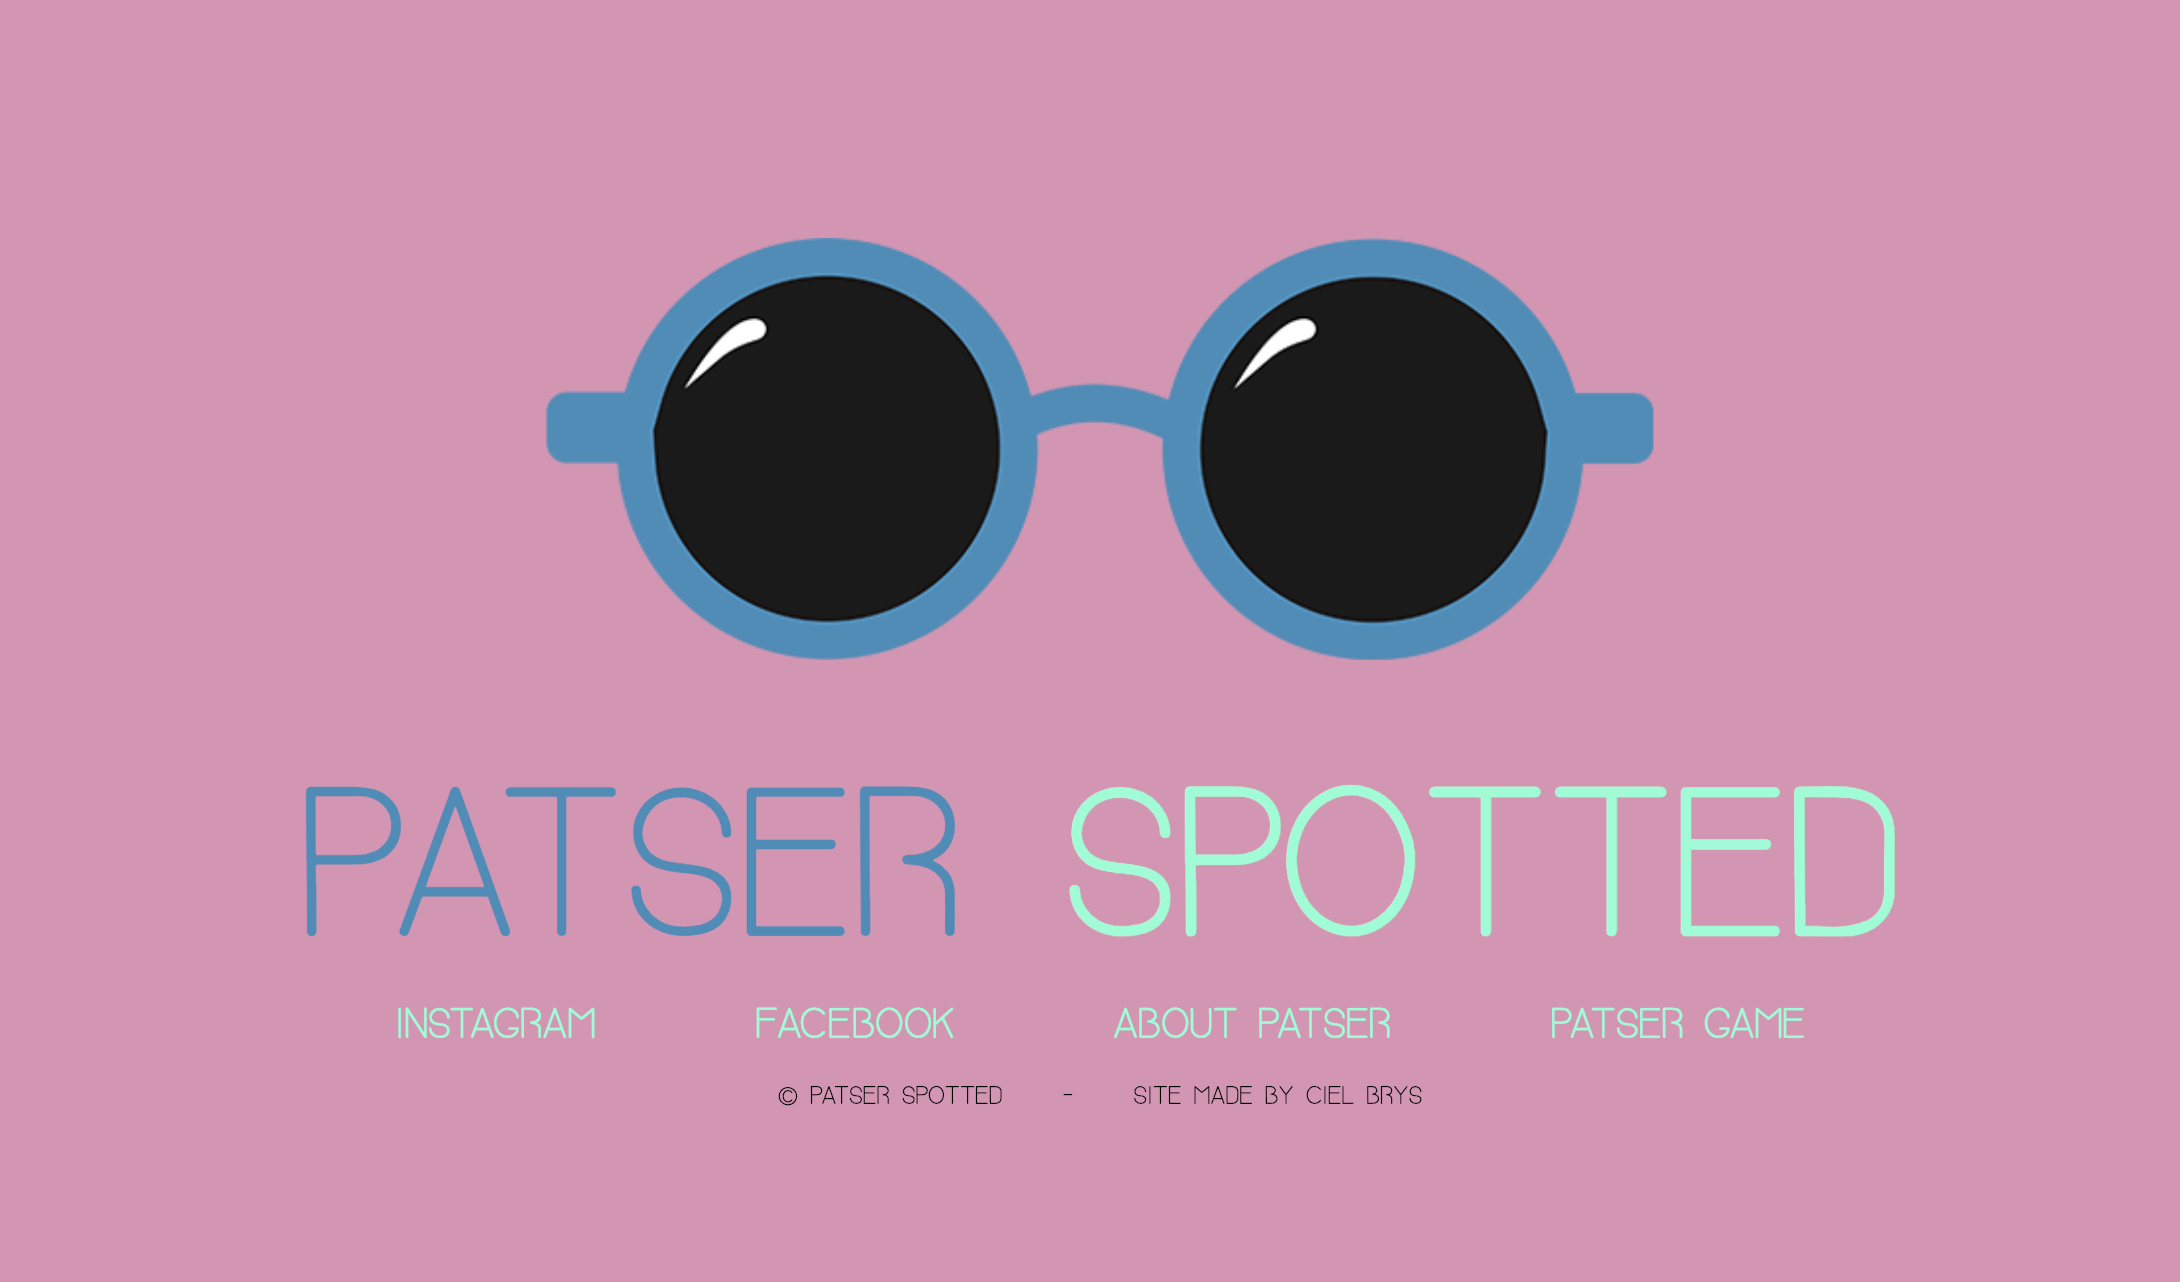 PATSER SPOTTED
INSTAGRAM FACEBOOK ABOUT PATSER PATSER GAME
© PATSER SPOTTED - SITE MADE BY CIEL BRYS